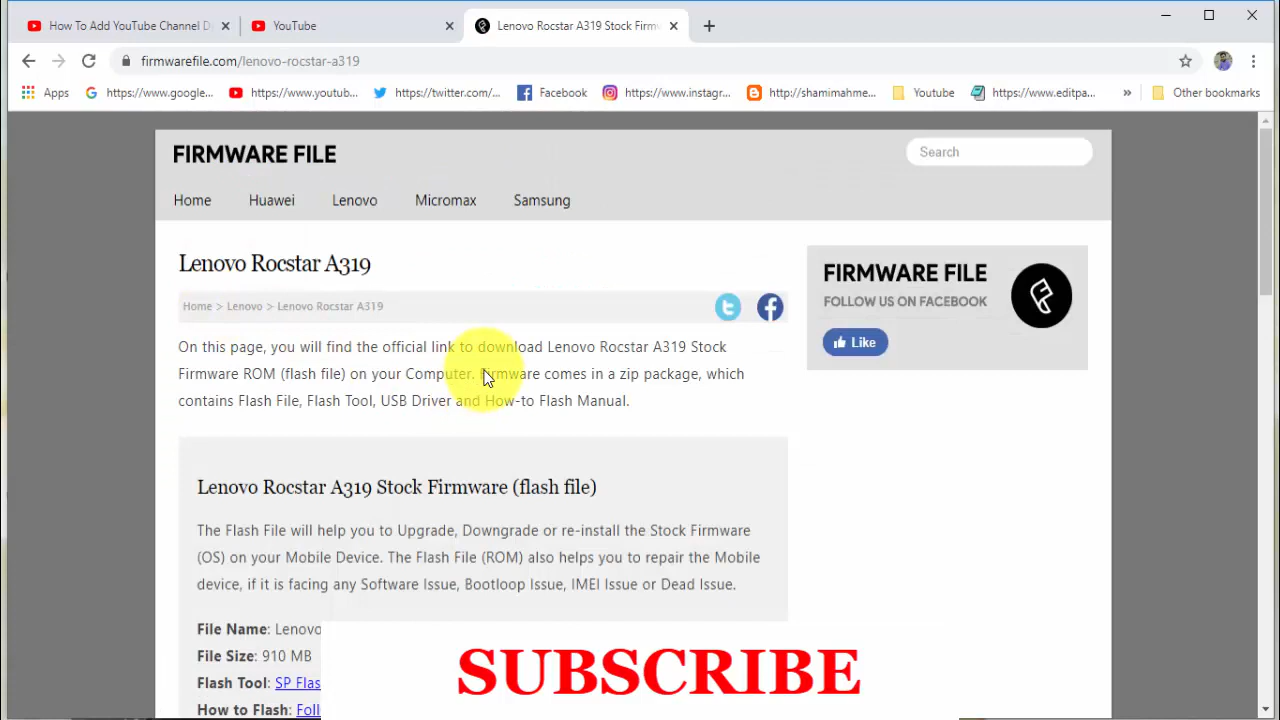 How To Add YouTube Channel D
YouTube
Lenovo Rocstar A319 Stock Firmw
firmwarefile.com/lenovo-rocstar-a319
Apps
https://www.google...
https://www.youtub...
https://twitter.com/...
Facebook
https://www.instagr...
http://shamimahme...
Youtube
https://www.editpa...
»
Other bookmarks
FIRMWARE FILE
Search
Home
Huawei
Lenovo
Micromax
Samsung
Lenovo Rocstar A319
Home > Lenovo > Lenovo Rocstar A319
On this page, you will find the official link to download Lenovo Rocstar A319 Stock
Firmware ROM (flash file) on your Computer. Firmware comes in a zip package, which
contains Flash File, Flash Tool, USB Driver and How-to Flash Manual.
FIRMWARE FILE
FOLLOW US ON FACEBOOK
Like
Lenovo Rocstar A319 Stock Firmware (flash file)
The Flash File will help you to Upgrade, Downgrade or re-install the Stock Firmware
(OS) on your Mobile Device. The Flash File (ROM) also helps you to repair the Mobile
device, if it is facing any Software Issue, Bootloop Issue, IMEI Issue or Dead Issue.
File Name: Lenovo
File Size: 910 MB
Flash Tool: SP Flas
How to Flash: Foll
SUBSCRIBE